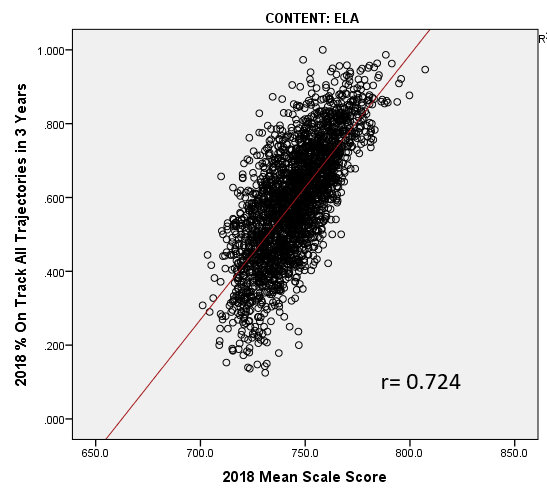 CONTENT: ELA
R²
1.000
.800
.600
.400
.200
.000
2018 % On Track All Trajectories in 3 Years
r= 0.724
650.0 700.0 750.0 800.0 850.0
2018 Mean Scale Score